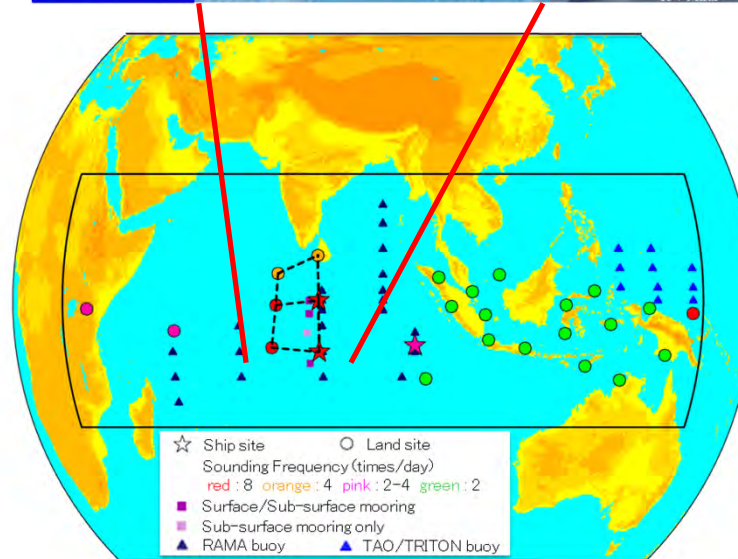 Ship site Land site
Sounding Frequency (times/day)
red : 8 orange : 4 pink : 2-4 green : 2
Surface/Sub-surface mooring
Sub-surface mooring only
RAMA buoy TAO/TRITON buoy